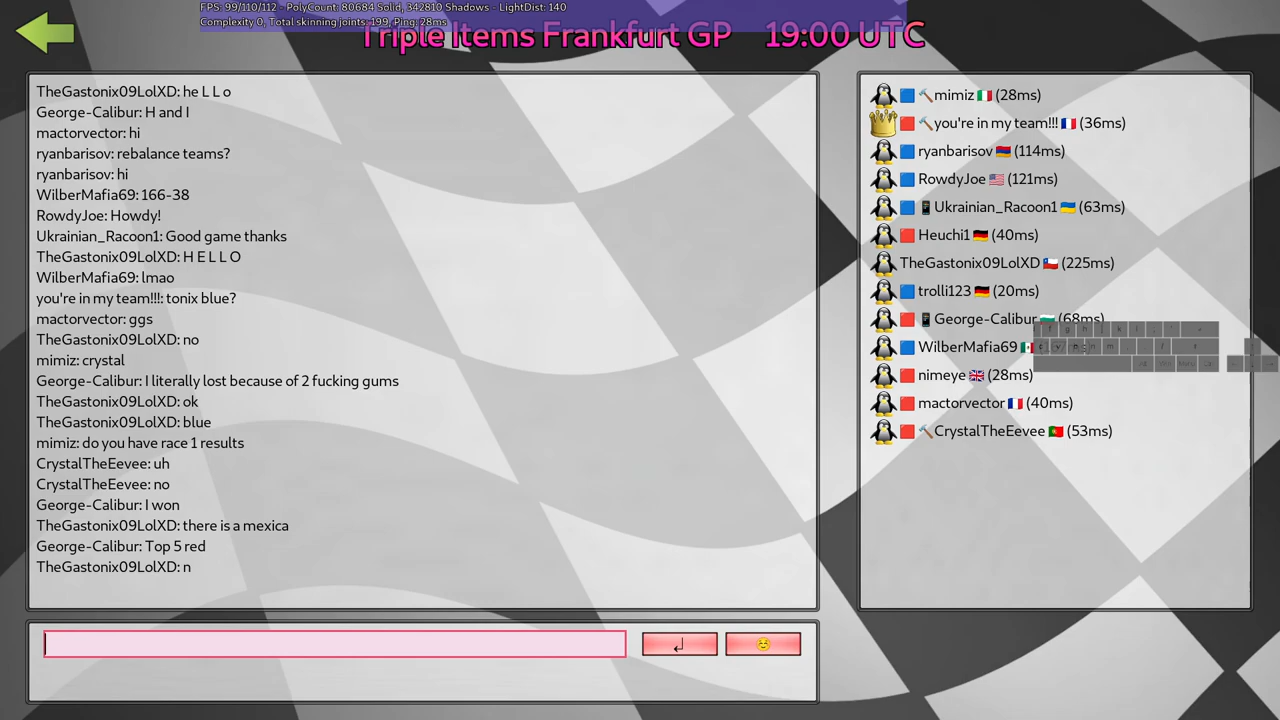 FPS: 99/110/112 - PolyCount: 80684 Solid, 342810 Shadows - LightDist: 140
Complexity 0, Total skinning joints: 199, Ping: 28ms
Triple Items Frankfurt GP 19:00 UTC
TheGastonix09LolXD: he L L o
George-Calibur: H and I
mactorvector: hi
ryanbarisov: rebalance teams?
ryanbarisov: hi
WilberMafia69: 166-38
RowdyJoe: Howdy!
Ukrainian_Racoon1: Good game thanks
TheGastonix09LolXD: H E L L O
WilberMafia69: lmao
you're in my team!!!: tonix blue?
mactorvector: ggs
TheGastonix09LolXD: no
mimiz: crystal
George-Calibur: I literally lost because of 2 fucking gums
TheGastonix09LolXD: ok
TheGastonix09LolXD: blue
mimiz: do you have race 1 results
CrystalTheEevee: uh
CrystalTheEevee: no
George-Calibur: I won
TheGastonix09LolXD: there is a mexica
George-Calibur: Top 5 red
TheGastonix09LolXD: n
mimiz (28ms)
you're in my team!!! (36ms)
ryanbarisov (114ms)
RowdyJoe (121ms)
Ukrainian_Racoon1 (63ms)
Heuchi1 (40ms)
TheGastonix09LolXD (225ms)
trolli123 (20ms)
George-Calibur (68ms)
WilberMafia69
nimeye (28ms)
mactorvector (40ms)
CrystalTheEevee (53ms)